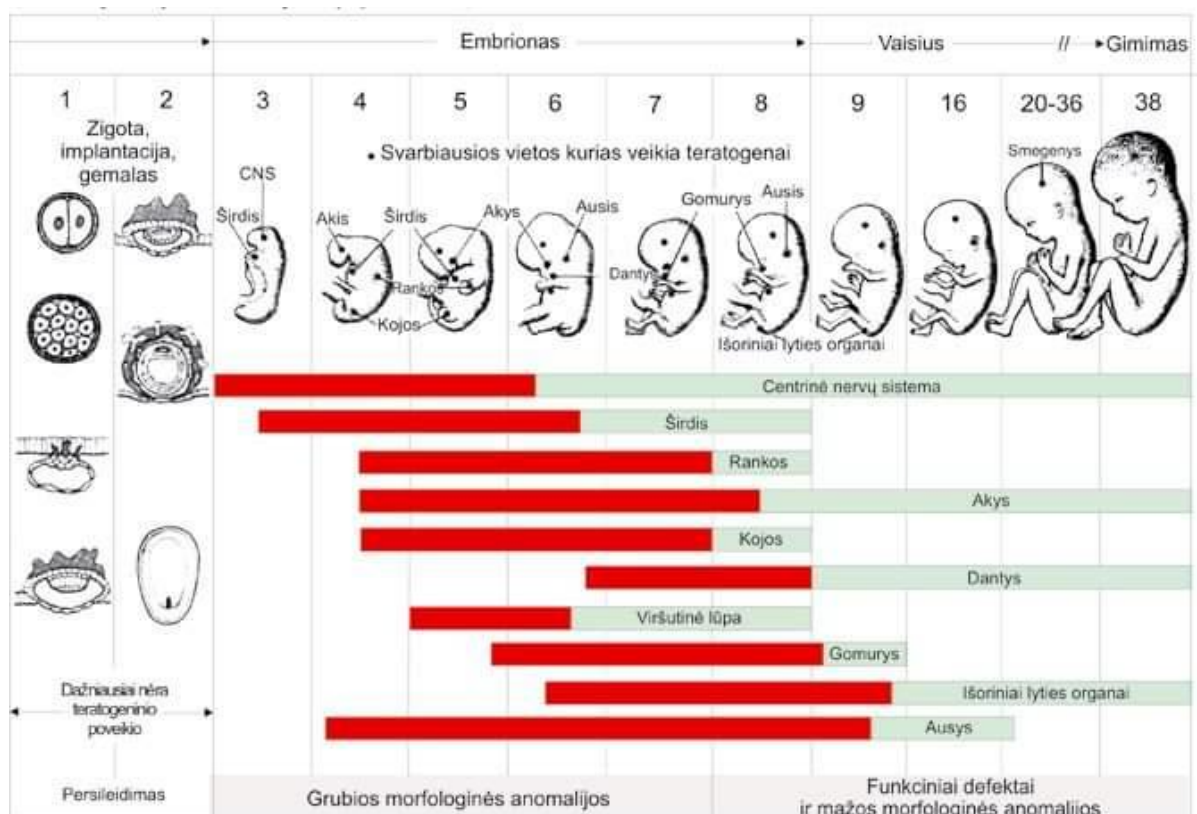 Embrionas
Vaisius // Gimimas
1 2 3 4 5 6 7 8 9 16 20-36 38
Zigota,
implantacija,
gemalas
• Svarbiausios vietos kurias veikia teratogenai
CNS
Širdis
Akis
Širdis
Rankos
Kojos
Akys
Ausis
Dantys
Gomurys
Ausis
Išoriniai lyties organai
Smegenys
Centrinė nervų sistema
Širdis
Rankos
Akys
Kojos
Dantys
Viršutinė lūpa
Gomurys
Išoriniai lyties organai
Ausys
Dažniausiai nėra
teratogeninio
poveikio
Persileidimas
Grubios morfologinės anomalijos
Funkciniai defektai
ir mažos morfologinės anomalijos